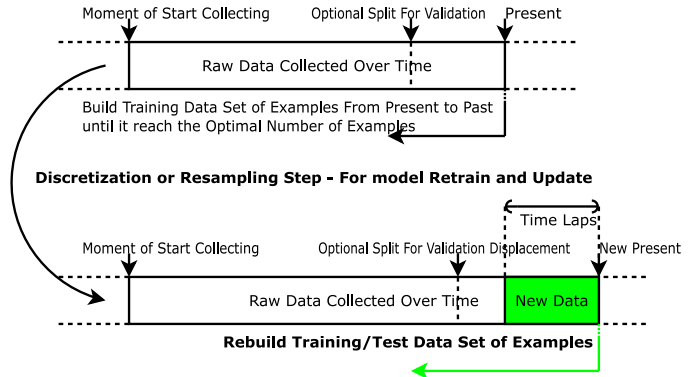 Moment of Start Collecting
Optional Split For Validation
Present
Raw Data Collected Over Time
Build Training Data Set of Examples From Present to Past
until it reach the Optimal Number of Examples
Discretization or Resampling Step - For model Retrain and Update
Time Laps
Moment of Start Collecting
Optional Split For Validation Displacement
New Present
Raw Data Collected Over Time
New Data
Rebuild Training/Test Data Set of Examples